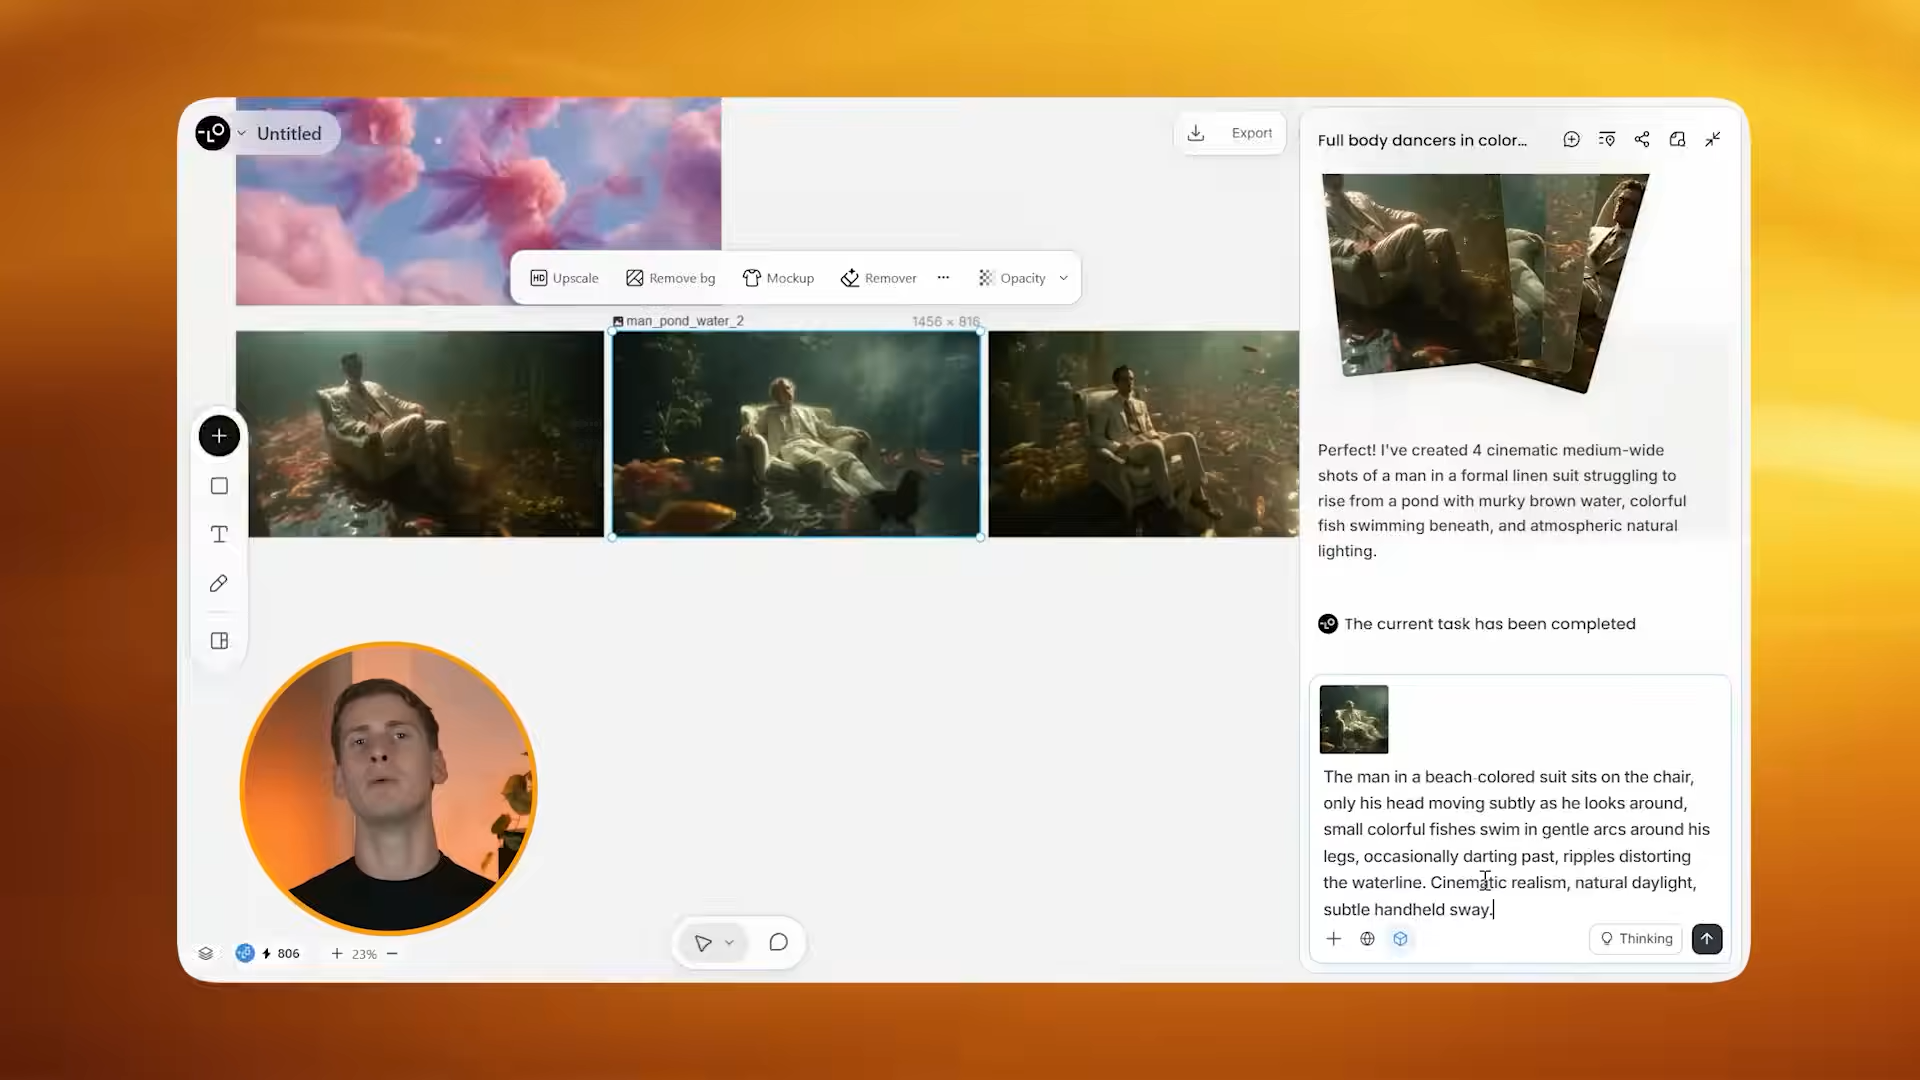 Untitled
Export
Full body dancers in color...
HD Upscale
Remove bg
Mockup
Remover
Opacity
man_pond_water_2
1456 × 816
Perfect! I've created 4 cinematic medium-wide
shots of a man in a formal linen suit struggling to
rise from a pond with murky brown water, colorful
fish swimming beneath, and atmospheric natural
lighting.
The current task has been completed
The man in a beach-colored suit sits on the chair,
only his head moving subtly as he looks around,
small colorful fishes swim in gentle arcs around his
legs, occasionally darting past, ripples distorting
the waterline. Cinematic realism, natural daylight,
subtle handheld sway.
Thinking
806
23%